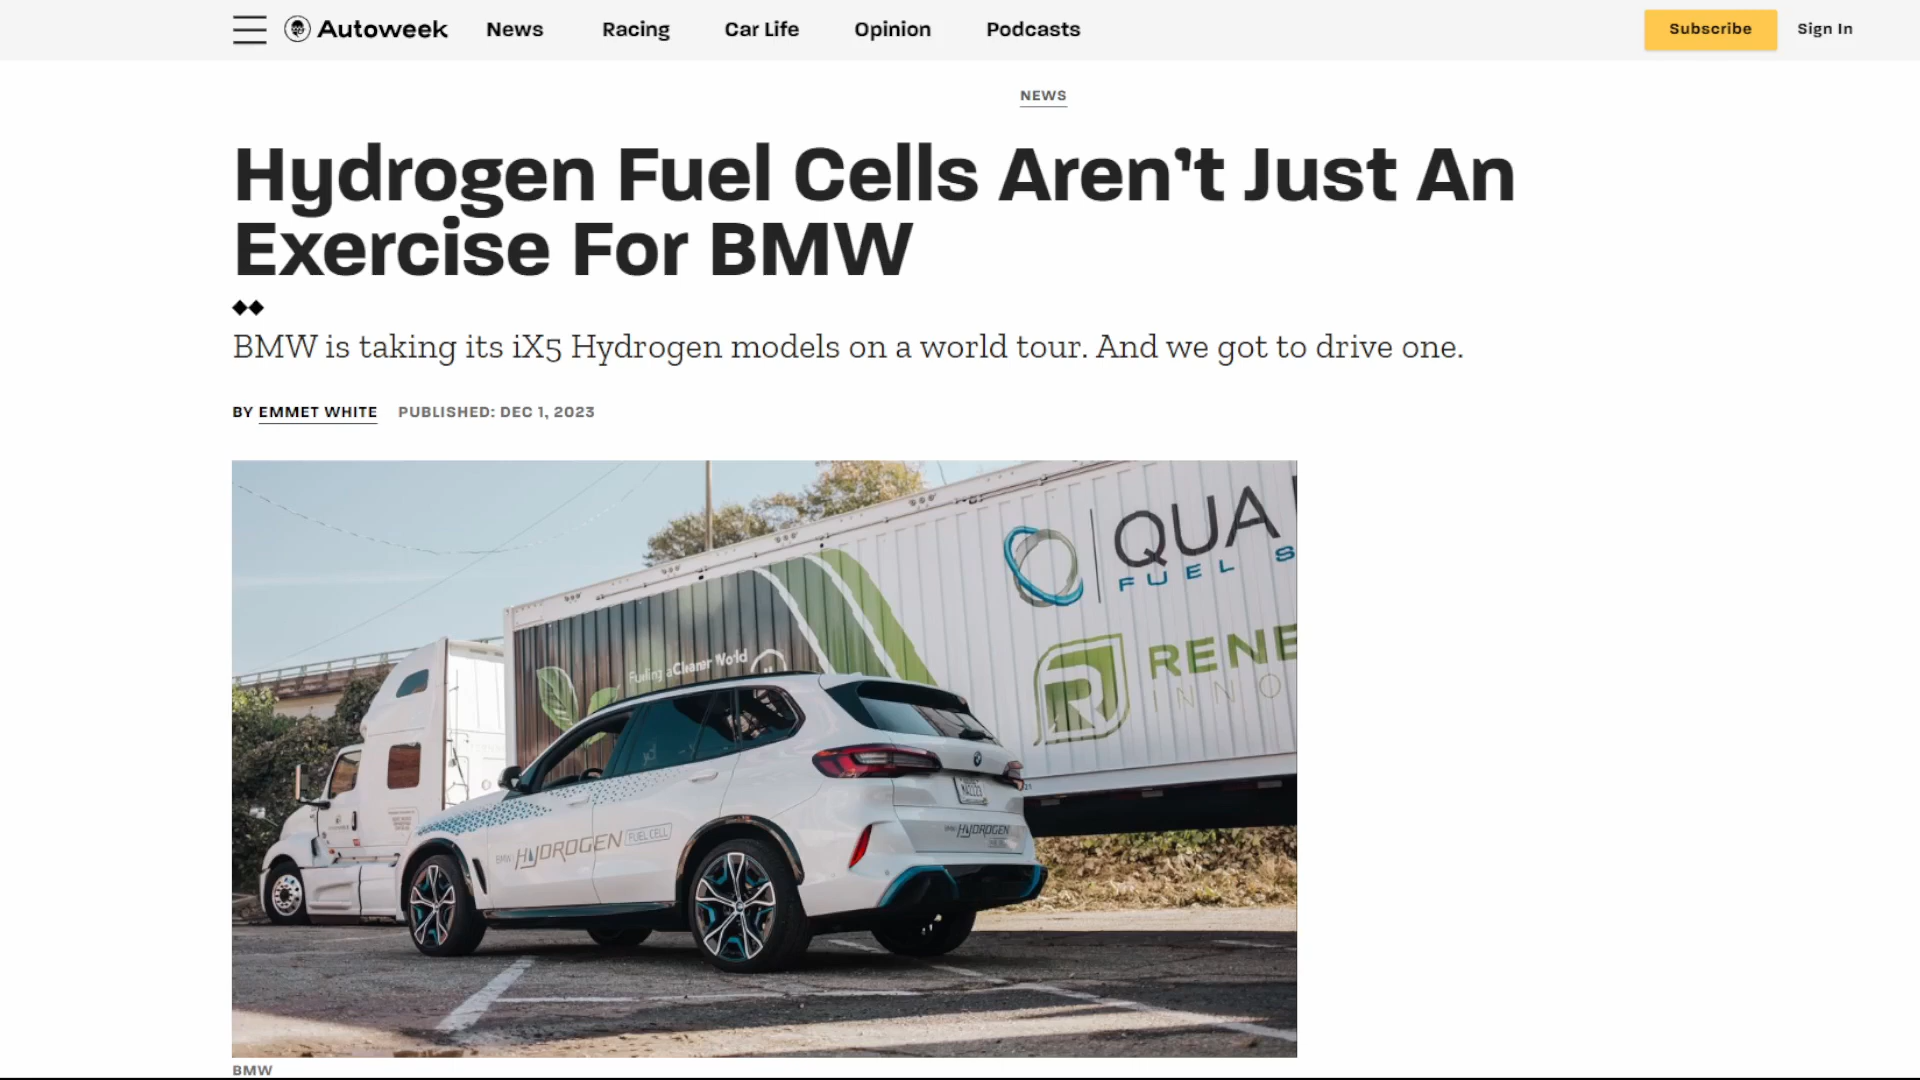 Autoweek
News
Racing
Car Life
Opinion
Podcasts
Subscribe
Sign In
NEWS
Hydrogen Fuel Cells Aren't Just An
Exercise For BMW
BMW is taking its iX5 Hydrogen models on a world tour. And we got to drive one.
BY EMMET WHITE PUBLISHED: DEC 1, 2023
QUA
FUEL S
Fueling a Cleaner World
RENE
INNO
BMW HYDROGEN FUEL CELL
HYDROGEN
BMW